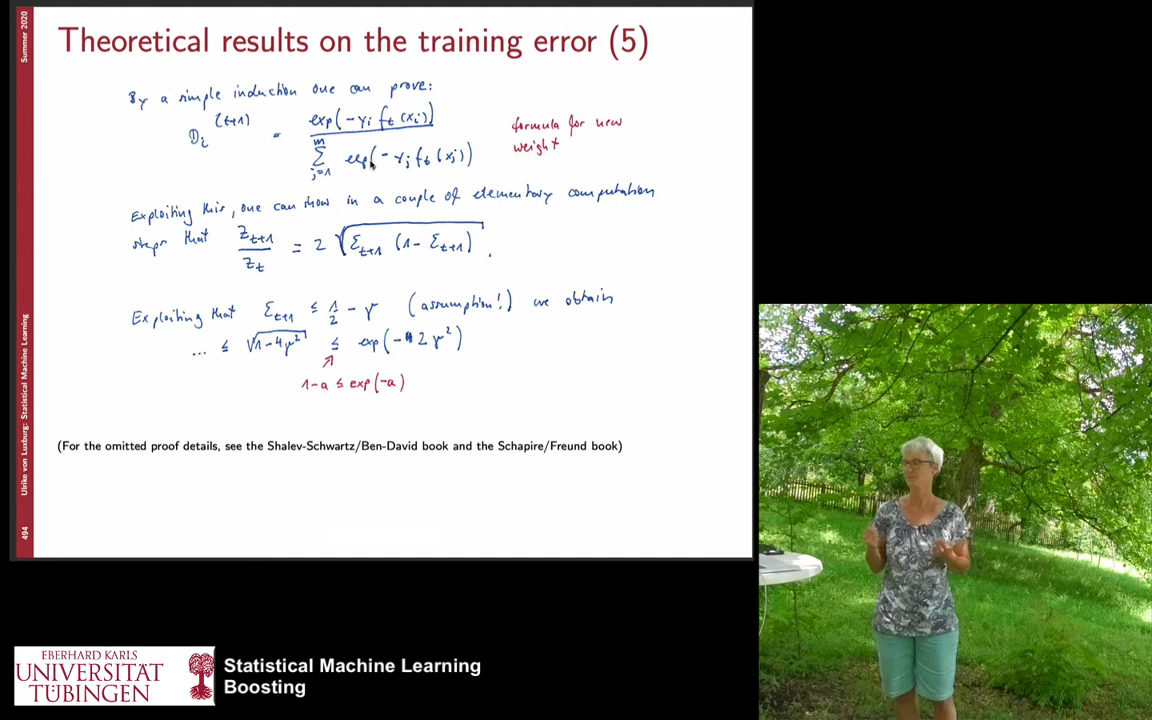 Summer 2020
Theoretical results on the training error (5)
By a simple induction one can prove:
D_i^(t+1) = exp(-y_i f_t(x_i)) / Σ_{j=1}^m exp(-y_j f_t(x_j))
formula for new
weight
Exploiting this, one can show in a couple of elementary computation
steps that Z_{t+1} / Z_t = 2 √(ε_{t+1} (1 - ε_{t+1})) .
Exploiting that ε_{t+1} ≤ 1/2 - γ (assumption!) we obtain
... ≤ √(1-4γ²) ≤ exp(-2γ²)
1-a ≤ exp(-a)
(For the omitted proof details, see the Shalev-Schwartz/Ben-David book and the Schapire/Freund book)
Ulrike von Luxburg: Statistical Machine Learning
494
EBERHARD KARLS
UNIVERSITÄT
TÜBINGEN
Statistical Machine Learning
Boosting